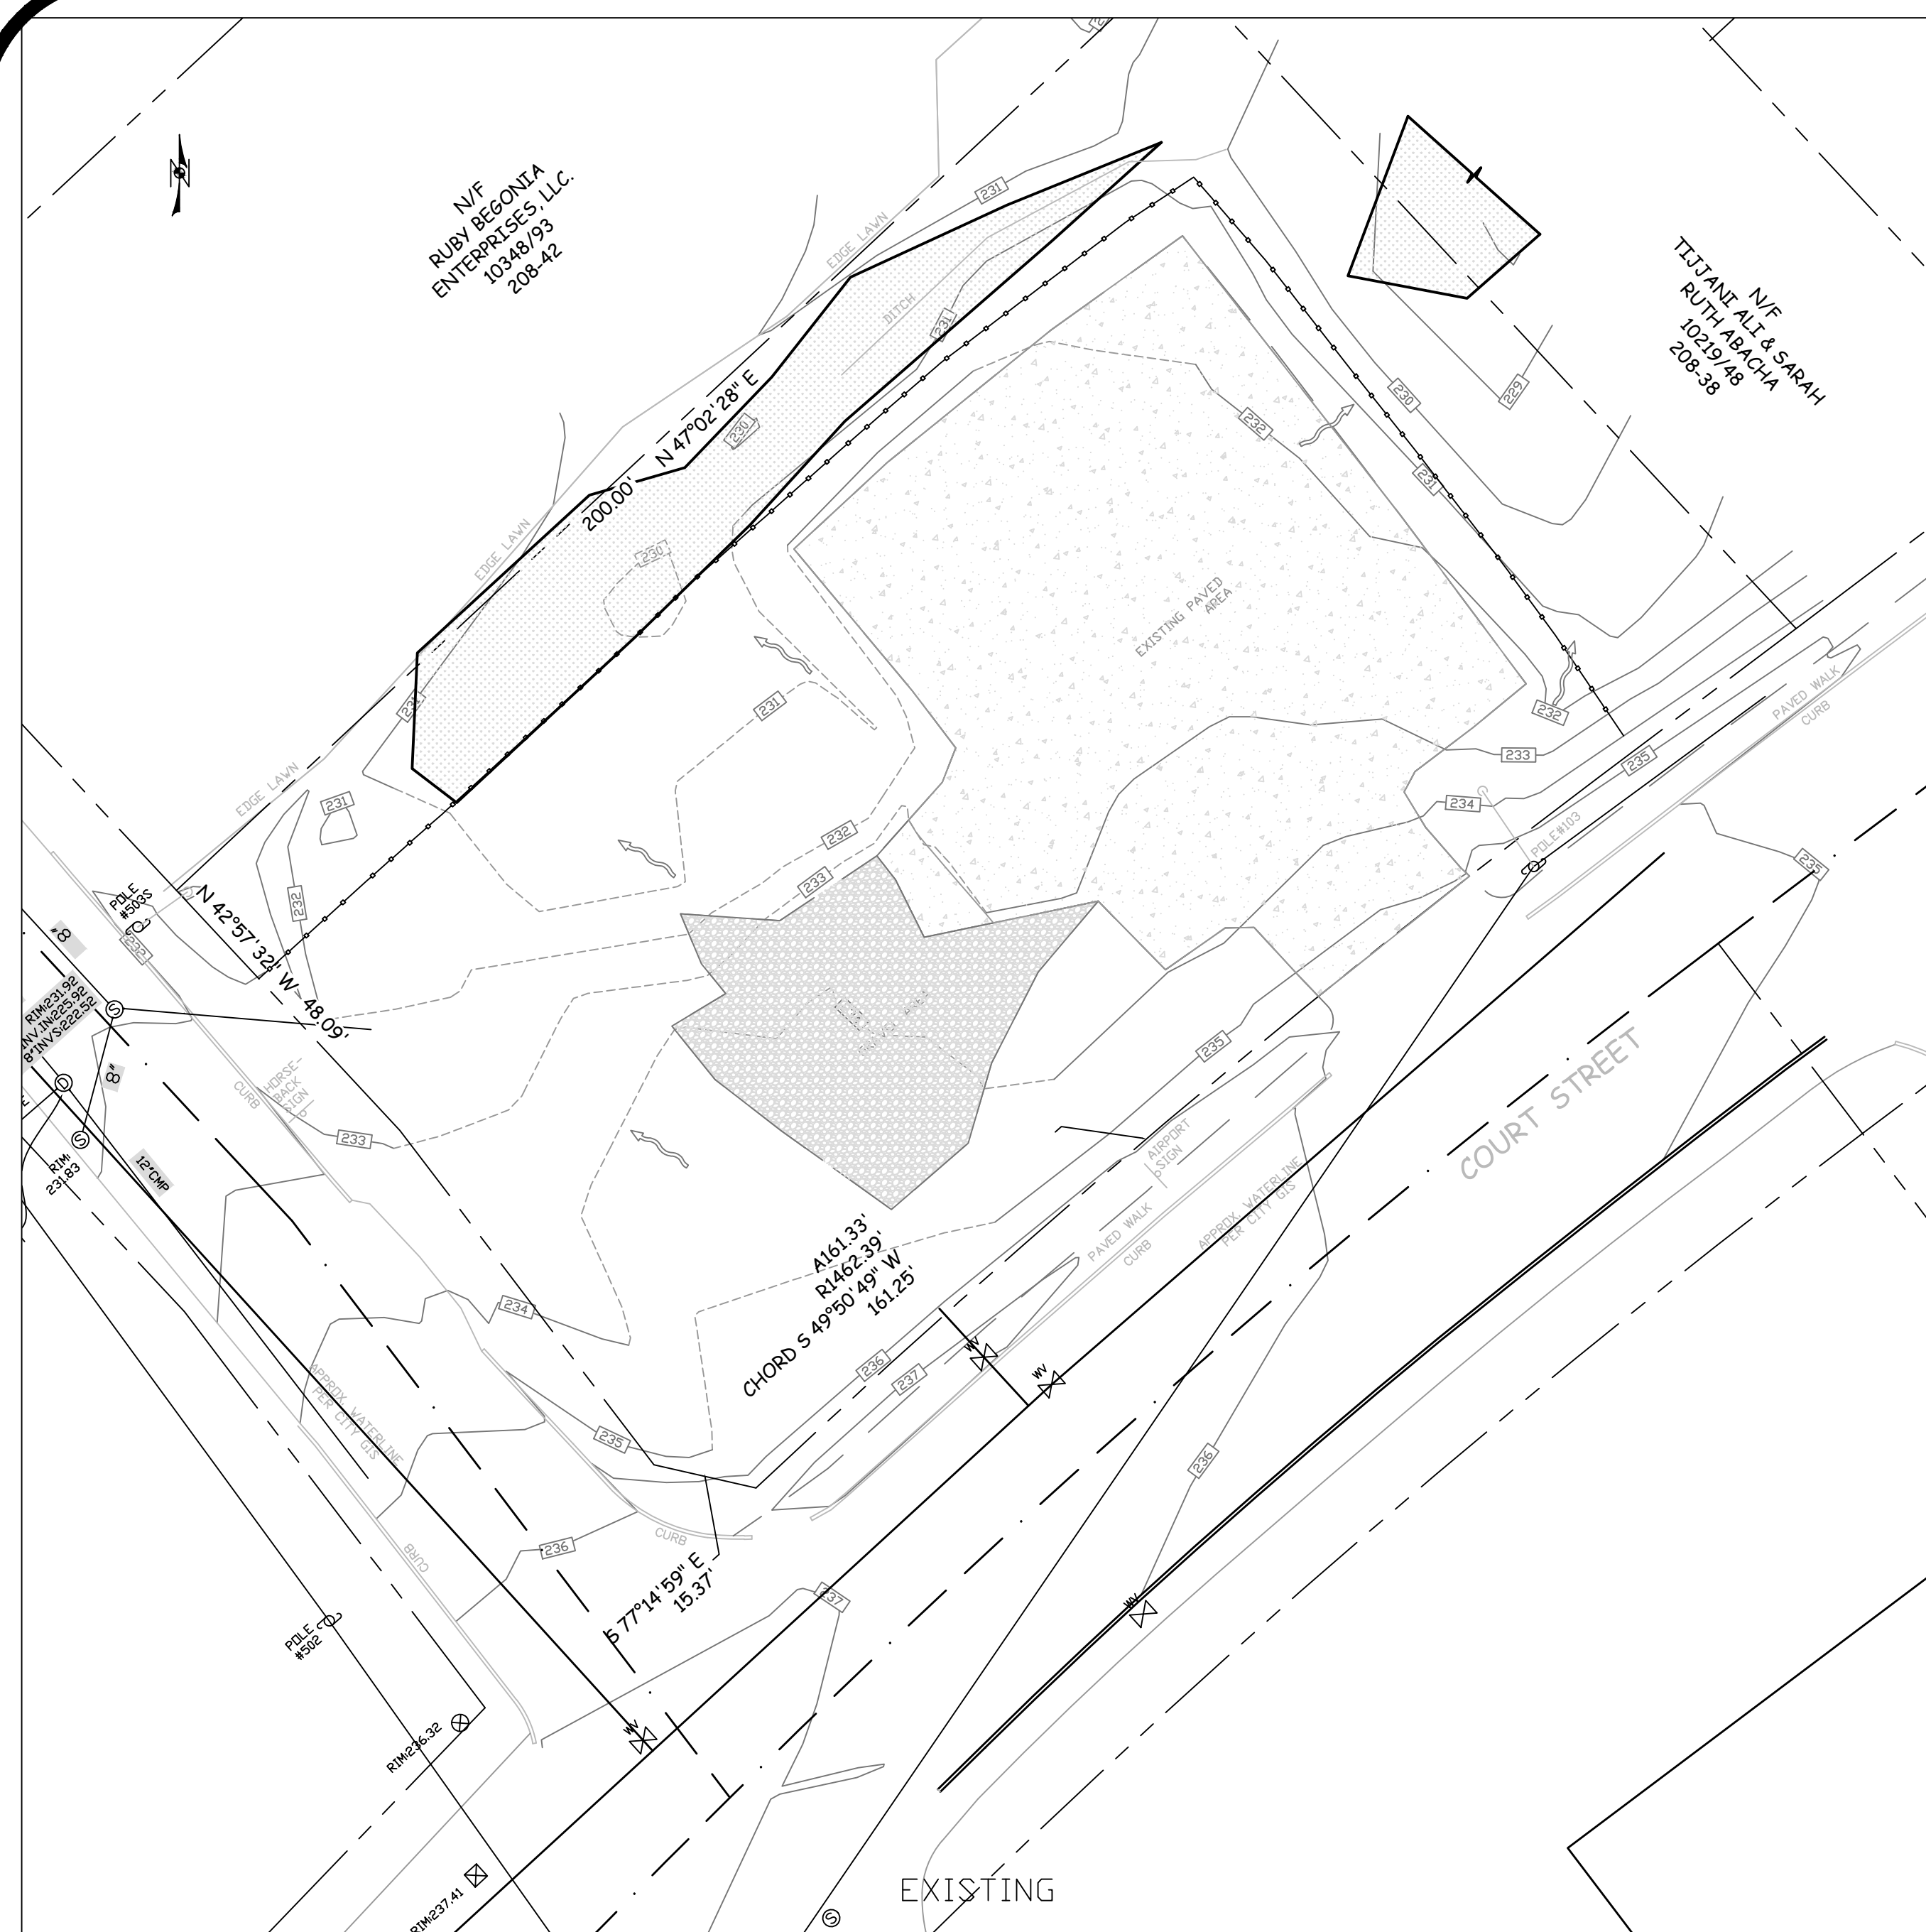 N
N/F
RUBY BEGONIA
ENTERPRISES, LLC.
10348/93
208-42
N/F
TIJJANI ALI & SARAH
RUTH ABACHA
10219/48
208-38
231
EDGE LAWN
DITCH
231
N 47°02'28" E
200.00'
230
230
EDGE LAWN
231
232
230
229
231
EXISTING PAVED
AREA
231
232
233
235
234
PAVED WALK
CURB
POLE#103
235
EDGE LAWN
231
232
232
233
POLE
#503S
232
N 42°57'32" W 48.09'
8"
RIM:231.92
INV.IN:225.92
8"INVS:222.52
S
D
S
8"
RIM:
231.83
12"CMP
CURB
HORSE-
BACK
SIGN
233
235
COURT STREET
AIRPORT
SIGN
PAVED WALK
CURB
APPROX. WATERLINE
PER CITY GIS
A161.33'
R1462.39'
CHORD S 49°50'49" W
161.25'
234
236
237
WV
WV
APPROX. WATERLINE
PER CITY GIS
235
236
CURB
236
CURB
S 77°14'59" E
15.37'
237
WV
POLE
#502
WV
RIM:236.32
RIM:237.41
EXISTING
S